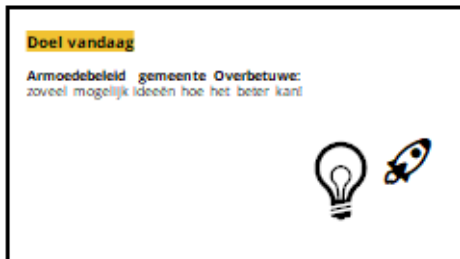 Doel vandaag
Armoedebeleid gemeente Overbetuwe:
zoveel mogelijk ideeën hoe het beter kan!